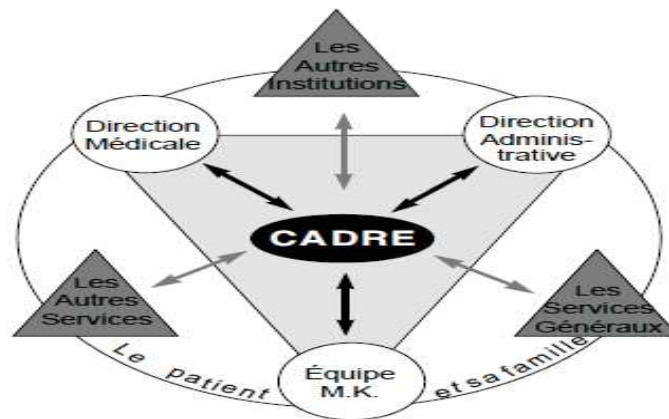 Les
Autres
Institutions
Direction
Médicale
Direction
Adminis-
trative
CADRE
Les
Autres
Services
Les
Services
Généraux
Équipe
M.K.
Le patient et sa famille